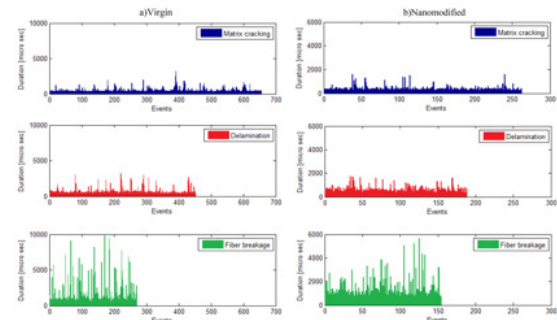 a)Virgin
b)Nanomodified
Duration [micro sec]
10000
5000
0
Matrix cracking
0 100 200 300 400 500 600 700
Events
Duration [micro sec]
6000
4000
2000
0
Matrix cracking
0 50 100 150 200 250 300
Events
Duration [micro sec]
10000
5000
0
Delamination
0 100 200 300 400 500 600 700
Events
Duration [micro sec]
6000
4000
2000
0
Delamination
0 50 100 150 200 250 300
Events
Duration [micro sec]
10000
5000
0
Fiber breakage
0 100 200 300 400 500 600 700
Events
Duration [micro sec]
6000
4000
2000
0
Fiber breakage
0 50 100 150 200 250 300
Events